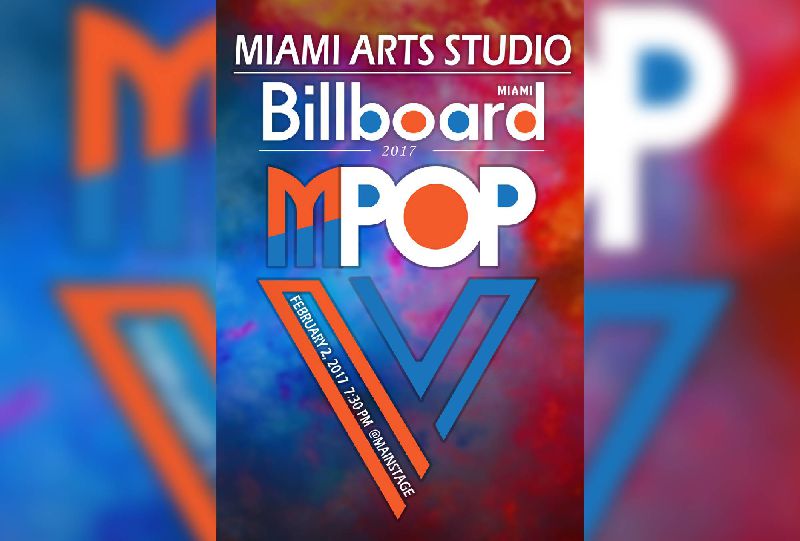 MIAMI ARTS STUDIO
MIAMI
Billboard
2017
MPOP
V
FEBRUARY 2, 2017 7:30 PM @MAINSTAGE